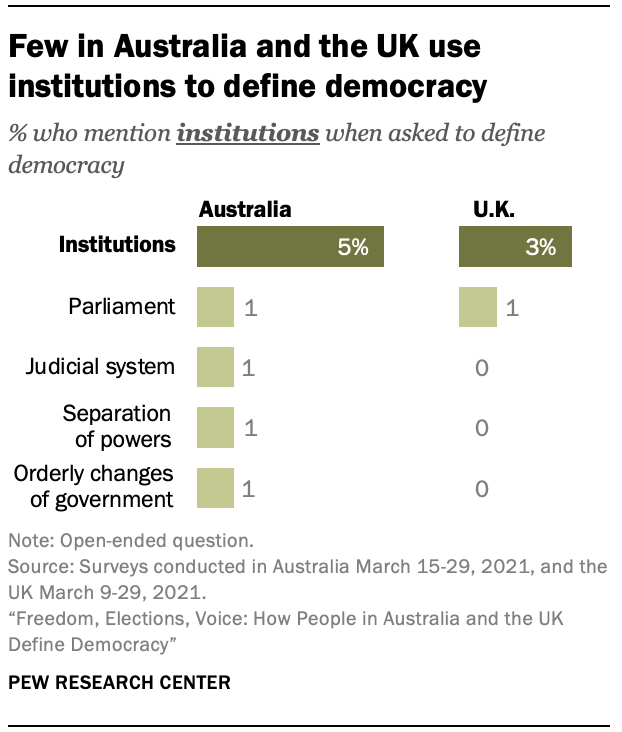 Few in Australia and the UK use
institutions to define democracy
% who mention institutions when asked to define
democracy
Australia U.K.
Institutions 5% 3%
Parliament 1 1
Judicial system 1 0
Separation
of powers 1 0
Orderly changes
of government 1 0
Note: Open-ended question.
Source: Surveys conducted in Australia March 15-29, 2021, and the
UK March 9-29, 2021.
“Freedom, Elections, Voice: How People in Australia and the UK
Define Democracy”
PEW RESEARCH CENTER